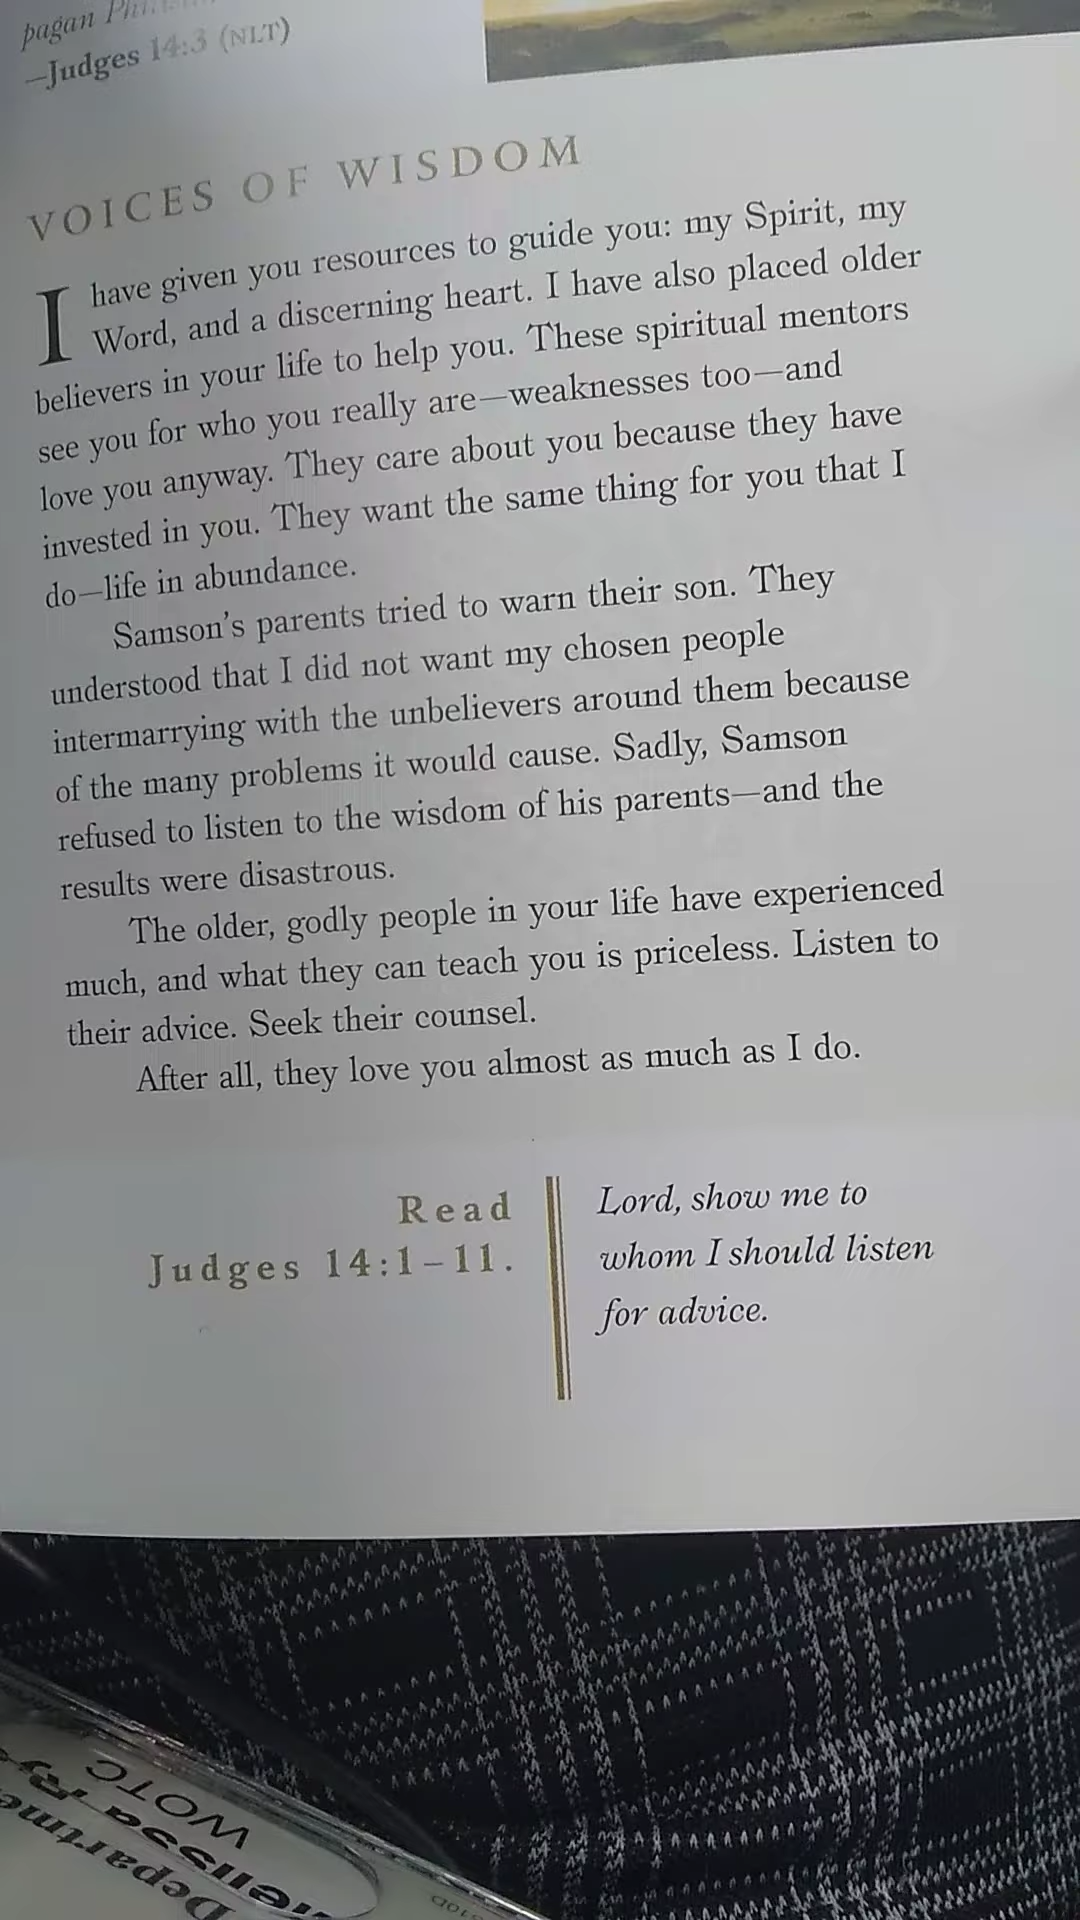 pagan
—Judges 14:3 (NLT)
VOICES OF WISDOM
I have given you resources to guide you: my Spirit, my
Word, and a discerning heart. I have also placed older
believers in your life to help you. These spiritual mentors
see you for who you really are—weaknesses too—and
love you anyway. They care about you because they have
invested in you. They want the same thing for you that I
do—life in abundance.
Samson's parents tried to warn their son. They
understood that I did not want my chosen people
intermarrying with the unbelievers around them because
of the many problems it would cause. Sadly, Samson
refused to listen to the wisdom of his parents—and the
results were disastrous.
The older, godly people in your life have experienced
much, and what they can teach you is priceless. Listen to
their advice. Seek their counsel.
After all, they love you almost as much as I do.
Read
Judges 14:1–11.
Lord, show me to
whom I should listen
for advice.
WOTC